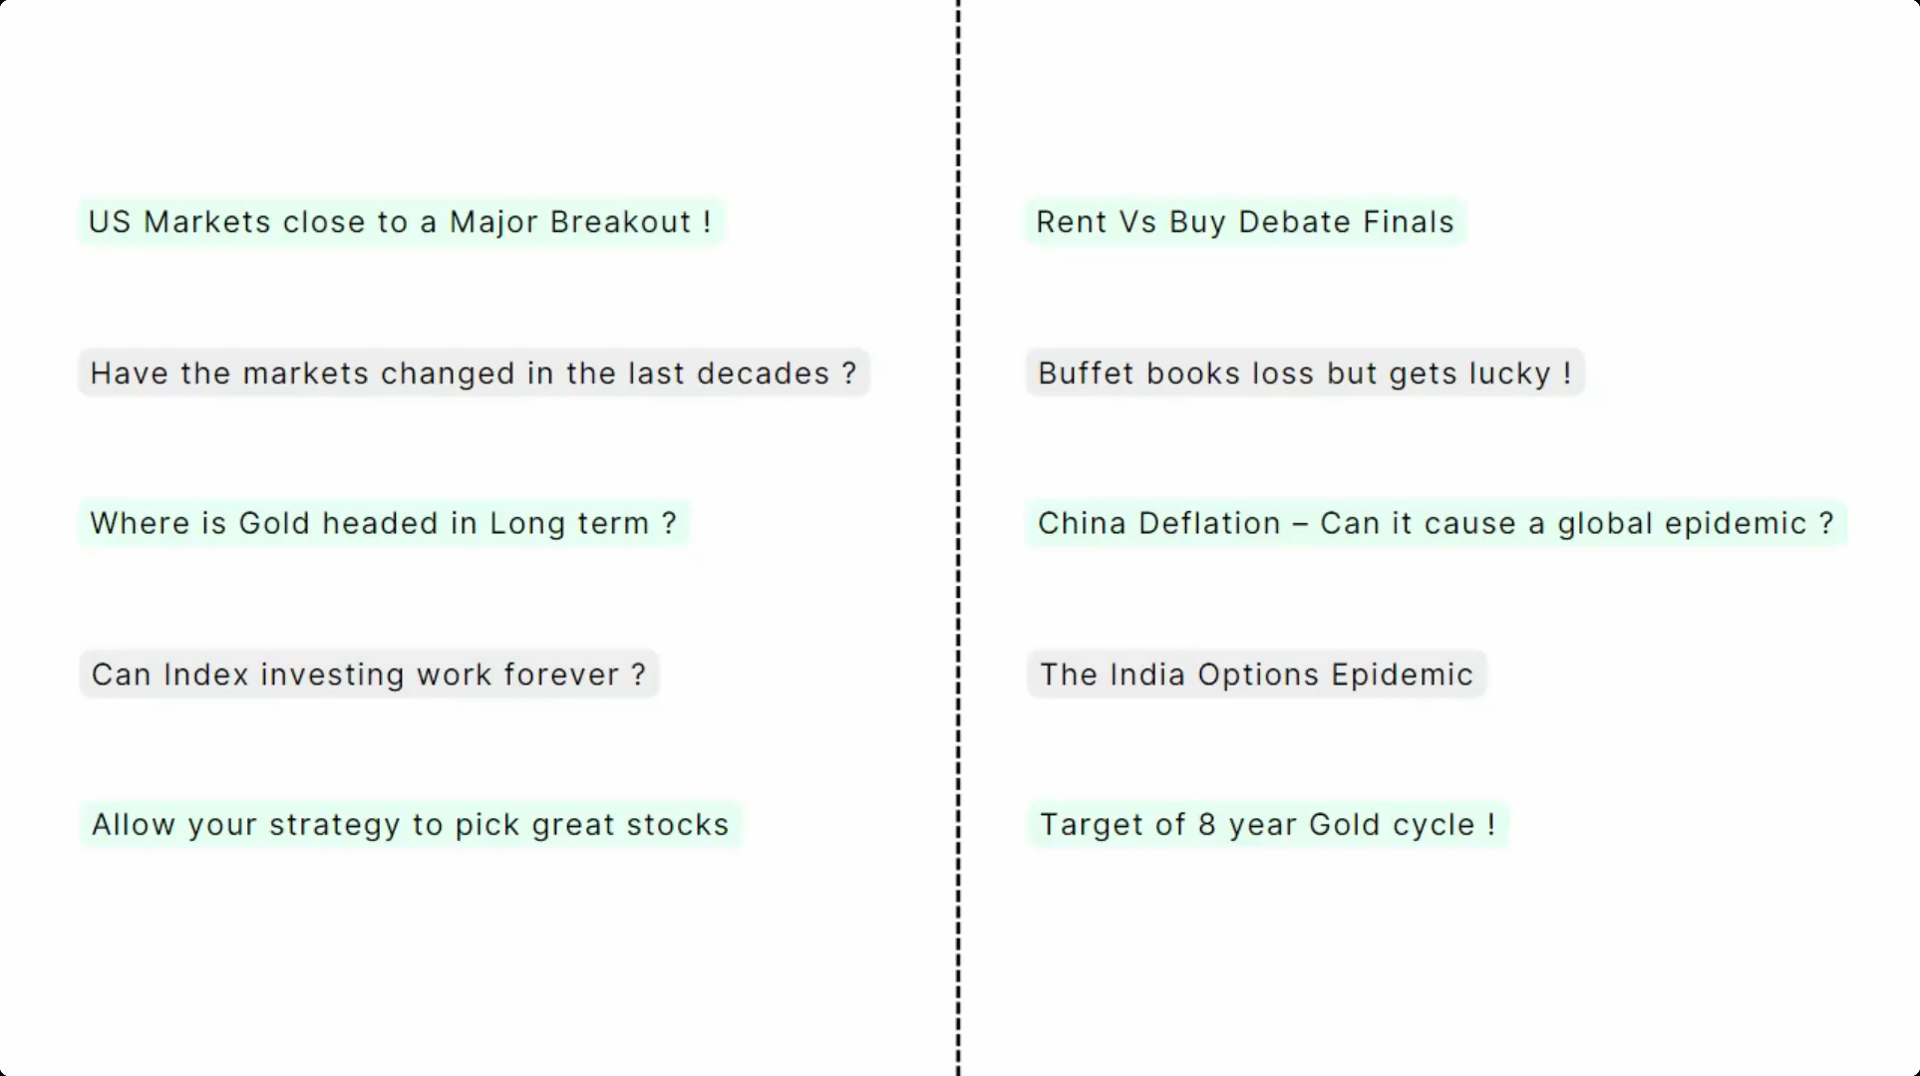 US Markets close to a Major Breakout !
Have the markets changed in the last decades ?
Where is Gold headed in Long term ?
Can Index investing work forever ?
Allow your strategy to pick great stocks
Rent Vs Buy Debate Finals
Buffet books loss but gets lucky !
China Deflation – Can it cause a global epidemic ?
The India Options Epidemic
Target of 8 year Gold cycle !